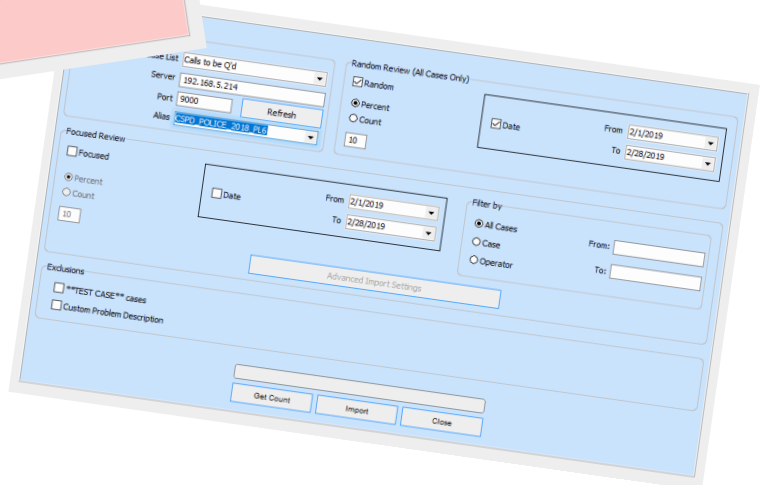 List Calls to be Q'd
Server 192.168.5.214
Port 9000 Refresh
Alias CSPD_POLICE_2018_PL6
Random Review (All Cases Only)
Random
Percent
Count
10
Date From 2/1/2019
To 2/28/2019
Focused Review
Focused
Percent
Count
10
Date From 2/1/2019
To 2/28/2019
Filter by
All Cases
Case
Operator
From:
To:
Advanced Import Settings
Exclusions
**TEST CASE** cases
Custom Problem Description
Get Count Import Close